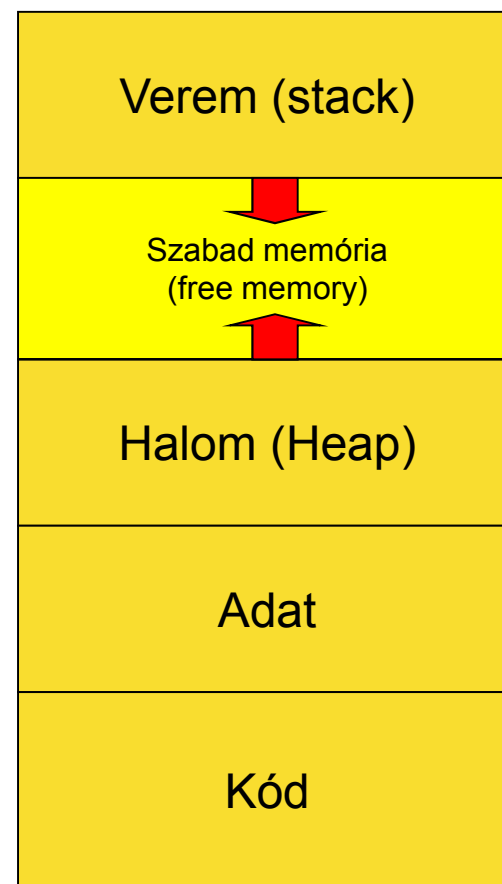 Verem (stack)
Szabad memória
(free memory)
Halom (Heap)
Adat
Kód